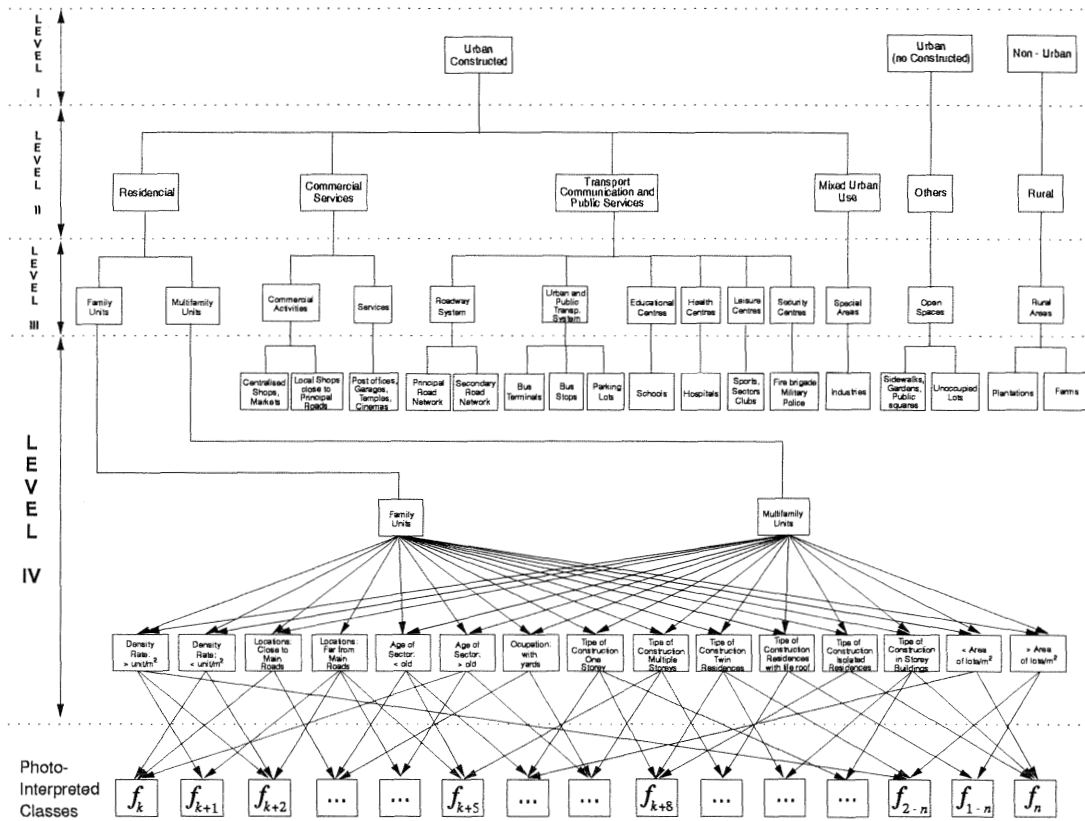 LEVEL I
Urban
Constructed
Urban
(no Constructed)
Non - Urban
LEVEL II
Residencial
Commercial
Services
Transport
Communication and
Public Services
Mixed Urban
Use
Others
Rural
LEVEL III
Family
Units
Multifamily
Units
Commercial
Activities
Services
Roadway
System
Urban and
Public
Transp.
System
Educational
Centres
Health
Centres
Leisure
Centres
Security
Centres
Special
Areas
Open
Spaces
Rural
Areas
LEVEL IV
Centralised
Shops,
Markets
Local Shops
close to
Principal
Roads
Post offices,
Garages,
Temples,
Cinemas
Principal
Road
Network
Secondary
Road
Network
Bus
Terminals
Bus
Stops
Parking
Lots
Schools
Hospitals
Sports,
Sectors
Clubs
Fire brigade
Military
Police
Industries
Sidewalks,
Gardens,
Public
squares
Unoccupied
Lots
Plantations
Farms
Family
Units
Multifamily
Units
Density
Rate:
> unit/m²
Density
Rate:
< unit/m²
Locations:
Close to
Main
Roads
Locations:
Far from
Main
Roads
Age of
Sector:
< old
Age of
Sector:
> old
Ocupation:
with
yards
Tipe of
Construction
One
Storey
Tipe of
Construction
Multiple
Storeys
Tipe of
Construction
Twin
Residences
Tipe of
Construction
Residences
with tile roof
Tipe of
Construction
Isolated
Residences
Tipe of
Construction
in Storey
Buildings
< Area
of lots/m²
> Area
of lots/m²
Photo-
Interpreted
Classes
f_k
f_{k+1}
f_{k+2}
...
...
f_{k+5}
...
...
f_{k+8}
...
...
...
f_{2-n}
f_{1-n}
f_n